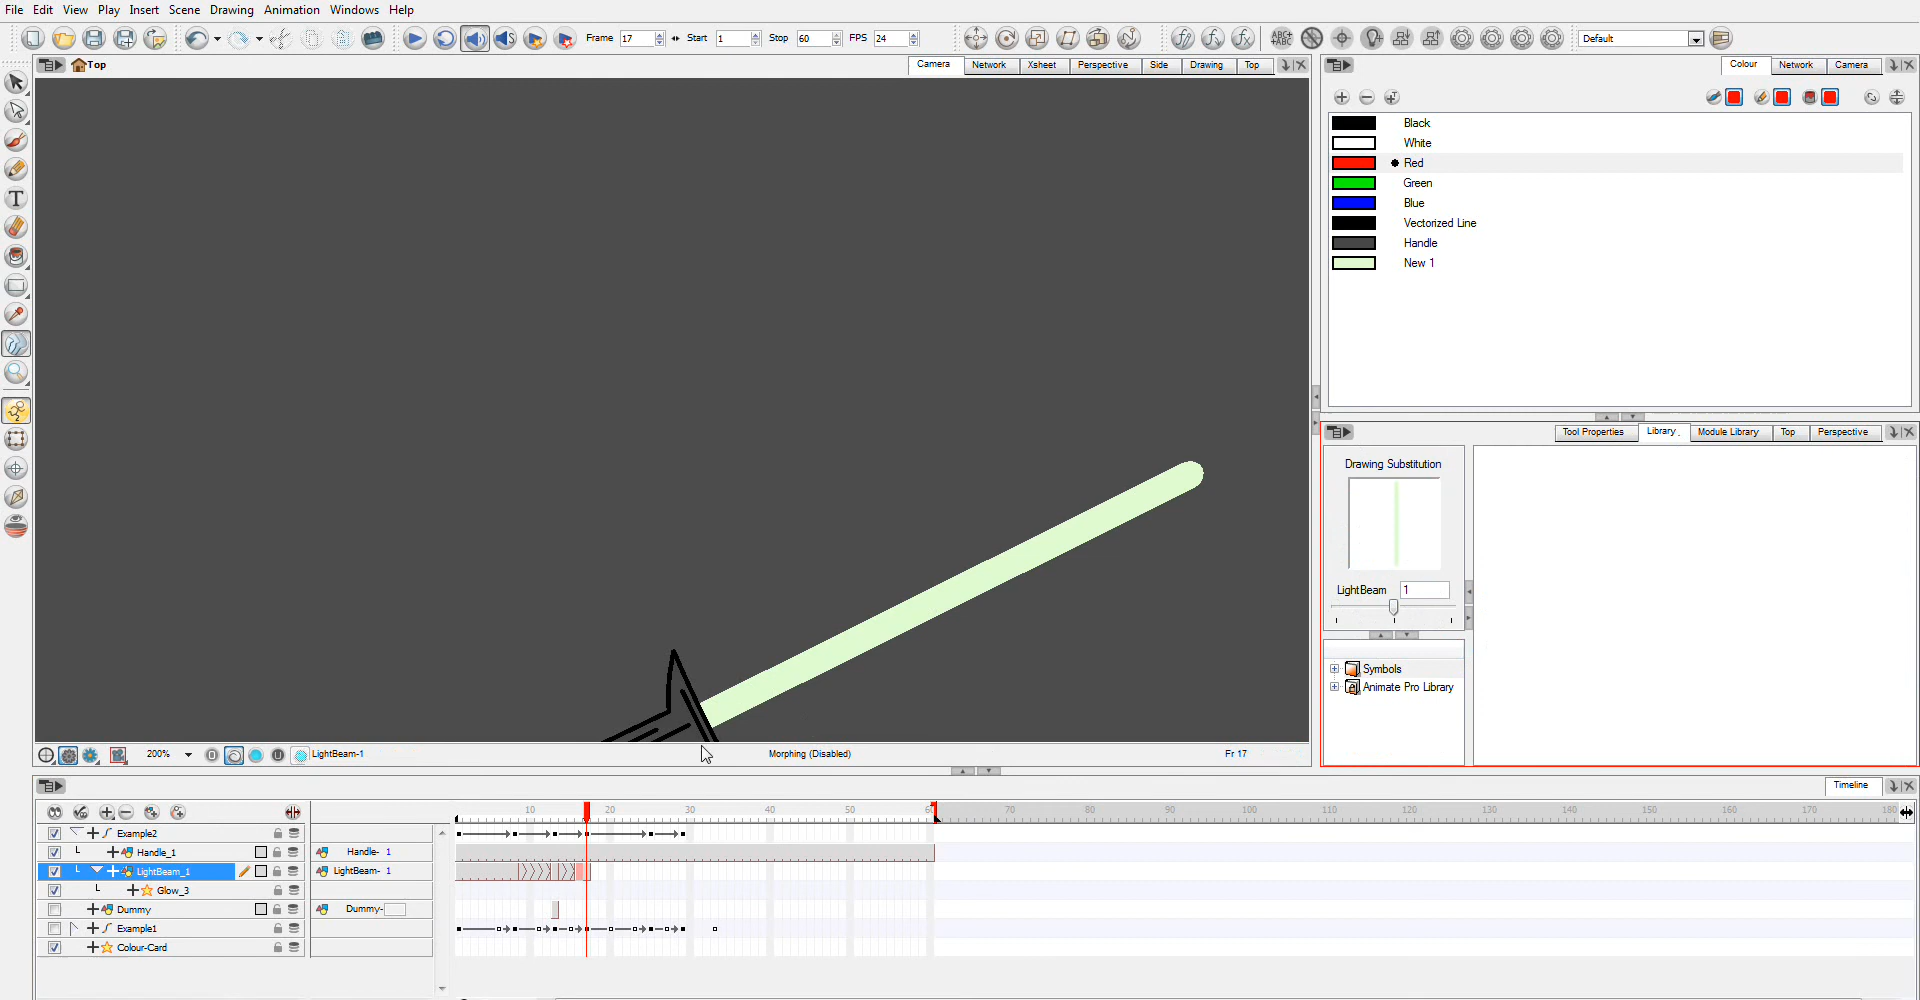 File Edit View Play Insert Scene Drawing Animation Windows Help
Frame 17 Start 1 Stop 60 FPS 24 Default
Top Camera Network Xsheet Perspective Side Drawing Top
Colour Network Camera
Black
White
Red
Green
Blue
Vectorized Line
Handle
New 1
Tool Properties Library Module Library Top Perspective
Drawing Substitution
LightBeam 1
Symbols
Animate Pro Library
200% LightBeam-1 Morphing (Disabled) Fr 17
Timeline
10 20 30 40 50 60 70 80 90 100 110 120 130 140 150 160 170 180
Example2
Handle_1 Handle- 1
LightBeam_1 LightBeam- 1
Glow_3
Dummy Dummy-
Example1
Colour-Card